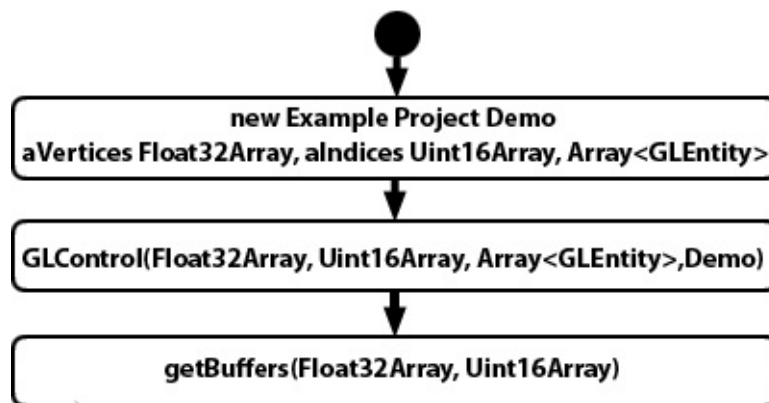 new Example Project Demo
aVertices Float32Array, aIndices Uint16Array, Array<GLEntity>
GLControl(Float32Array, Uint16Array, Array<GLEntity>,Demo)
getBuffers(Float32Array, Uint16Array)